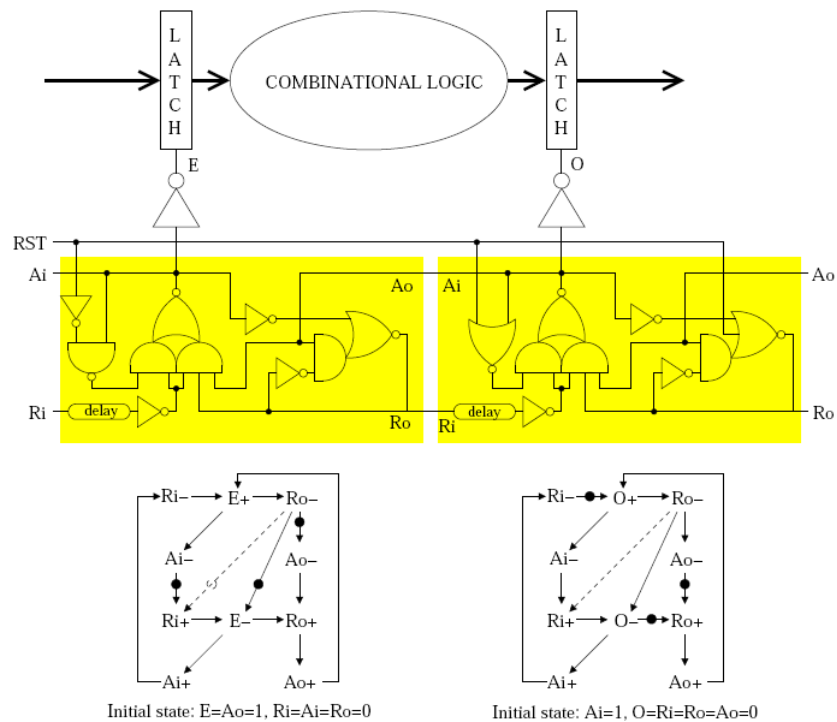 LATCH
COMBINATIONAL LOGIC
LATCH
E
O
RST
Ai
Ao
Ai
Ao
Ri
delay
Ro
Ri
delay
Ro
Ri−
E+
Ro−
Ai−
Ao−
Ri+
E−
Ro+
Ai+
Ao+
Initial state: E=Ao=1, Ri=Ai=Ro=0
Ri−
O+
Ro−
Ai−
Ao−
Ri+
O−
Ro+
Ai+
Ao+
Initial state: Ai=1, O=Ri=Ro=Ao=0